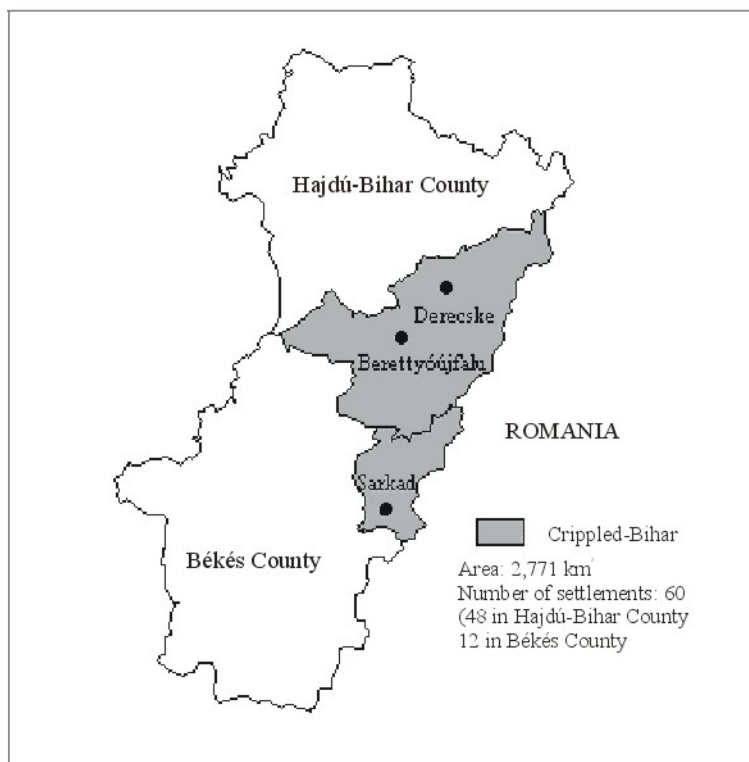 Hajdú-Bihar County
Derecske
Berettyóújfalu
ROMANIA
Sarkad
Békés County
Crippled-Bihar
Area: 2,771 km²
Number of settlements: 60
(48 in Hajdú-Bihar County
12 in Békés County